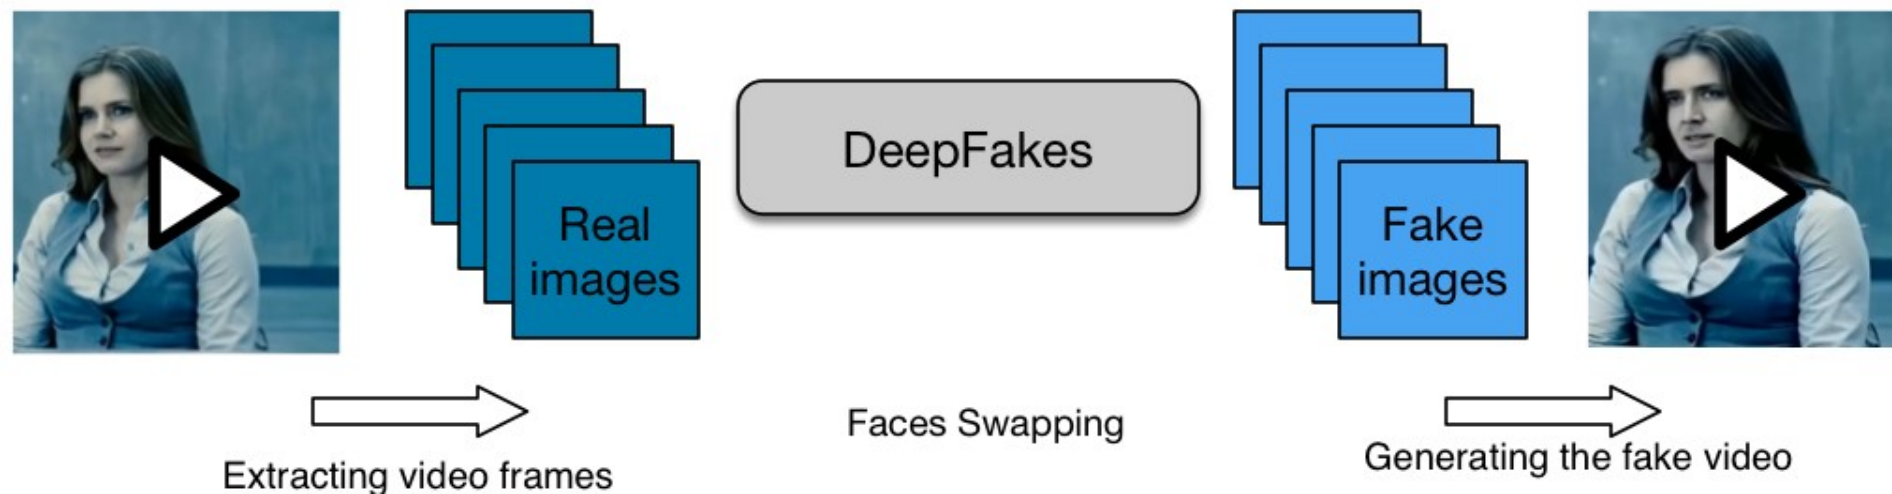 Real
images
DeepFakes
Fake
images
Extracting video frames
Faces Swapping
Generating the fake video